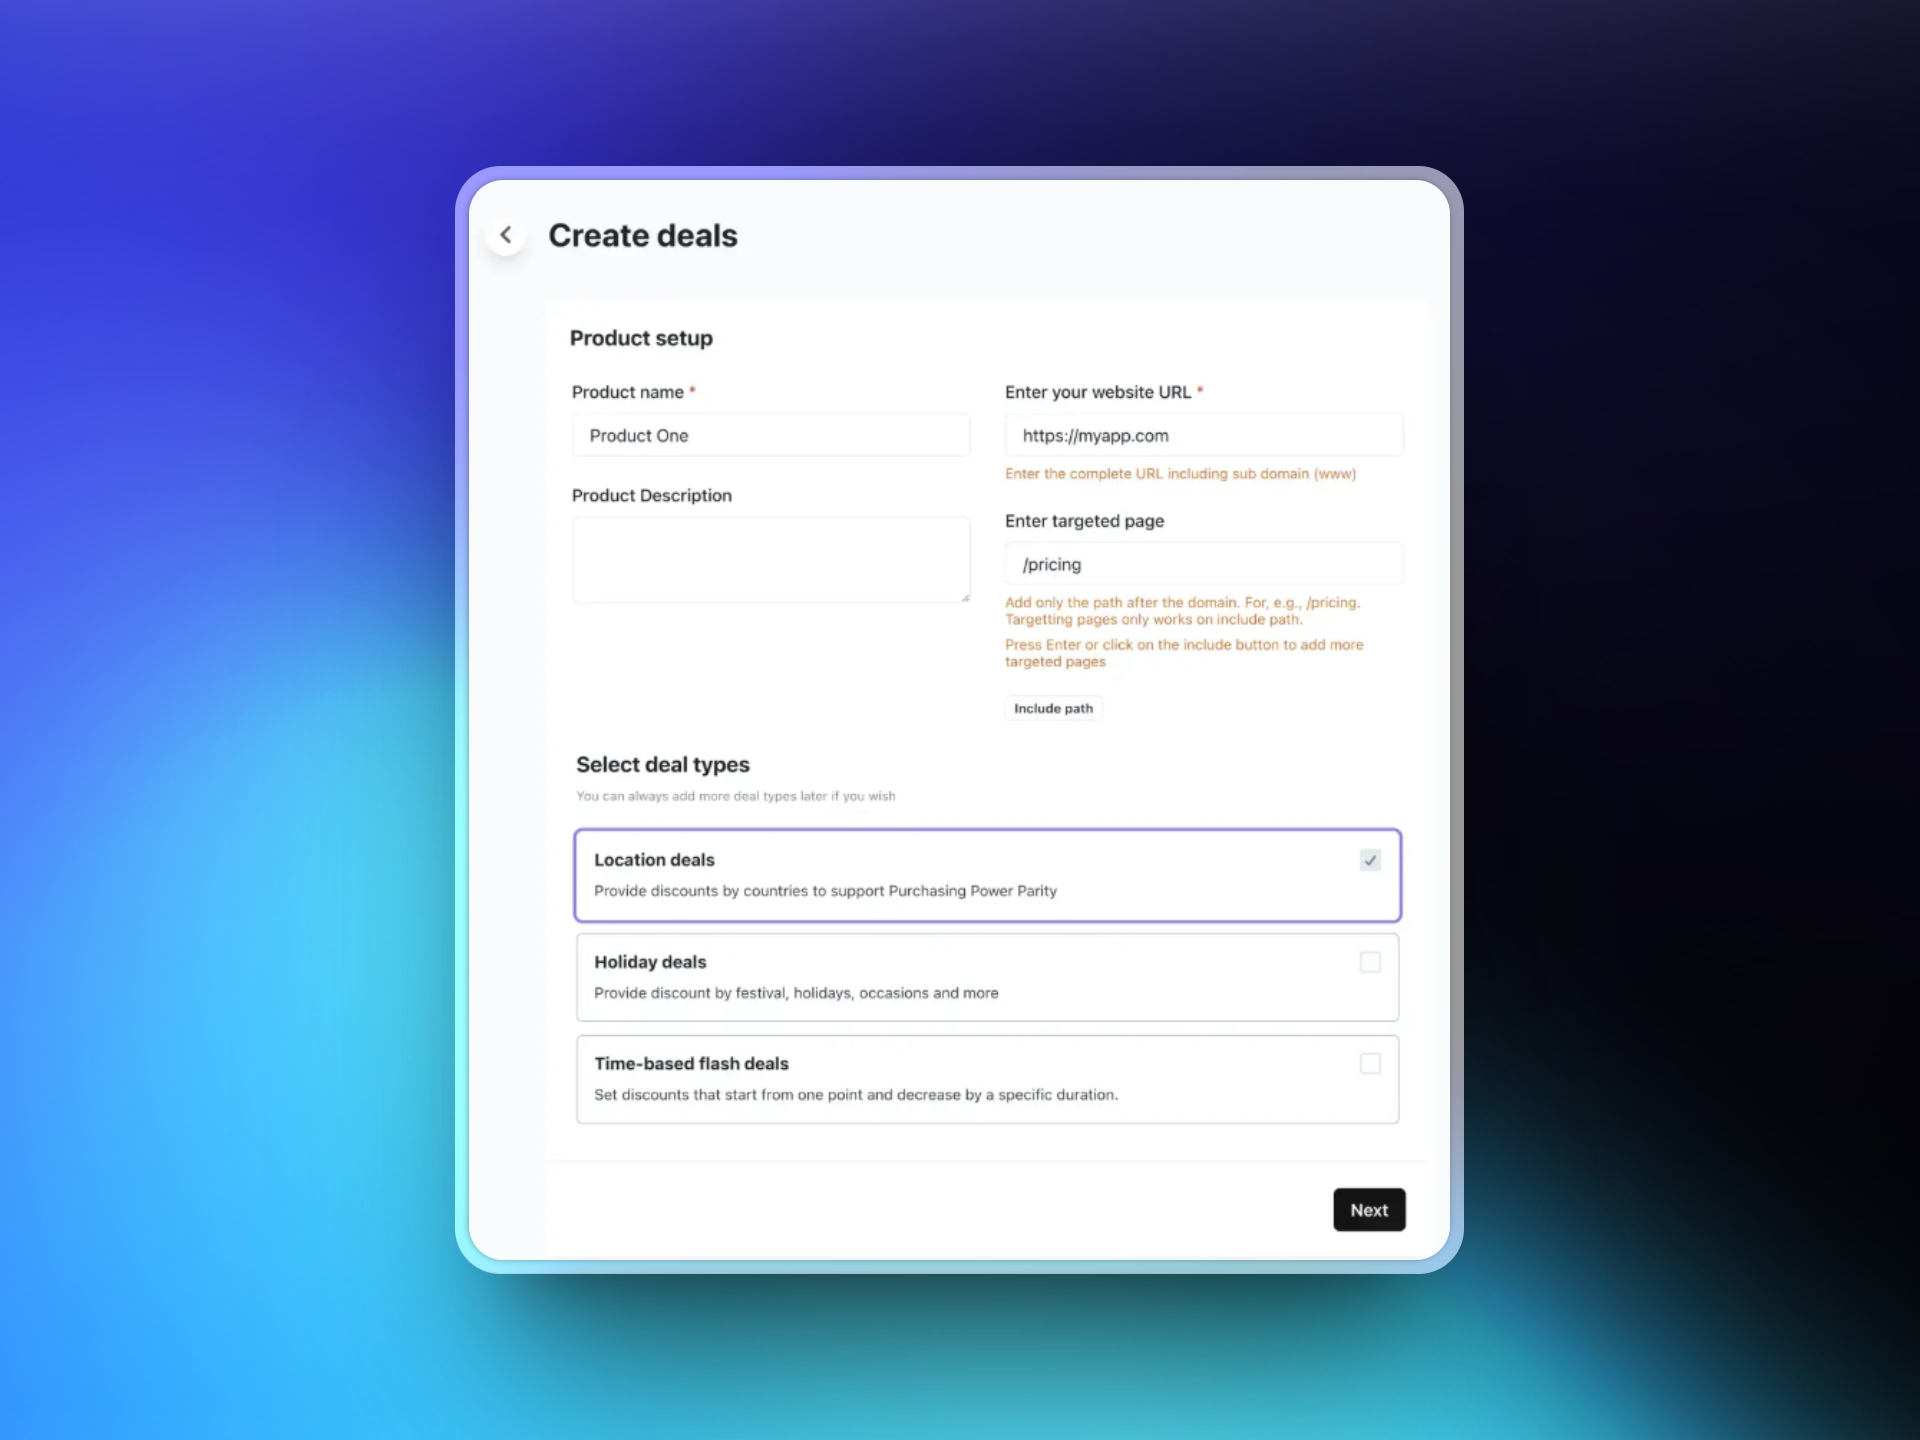 Create deals
Product setup
Product name *
Product One
Product Description
Enter your website URL *
https://myapp.com
Enter the complete URL including sub domain (www)
Enter targeted page
/pricing
Add only the path after the domain. For, e.g., /pricing.
Targetting pages only works on include path.
Press Enter or click on the include button to add more
targeted pages
Include path
Select deal types
You can always add more deal types later if you wish
Location deals
Provide discounts by countries to support Purchasing Power Parity
Holiday deals
Provide discount by festival, holidays, occasions and more
Time-based flash deals
Set discounts that start from one point and decrease by a specific duration.
Next